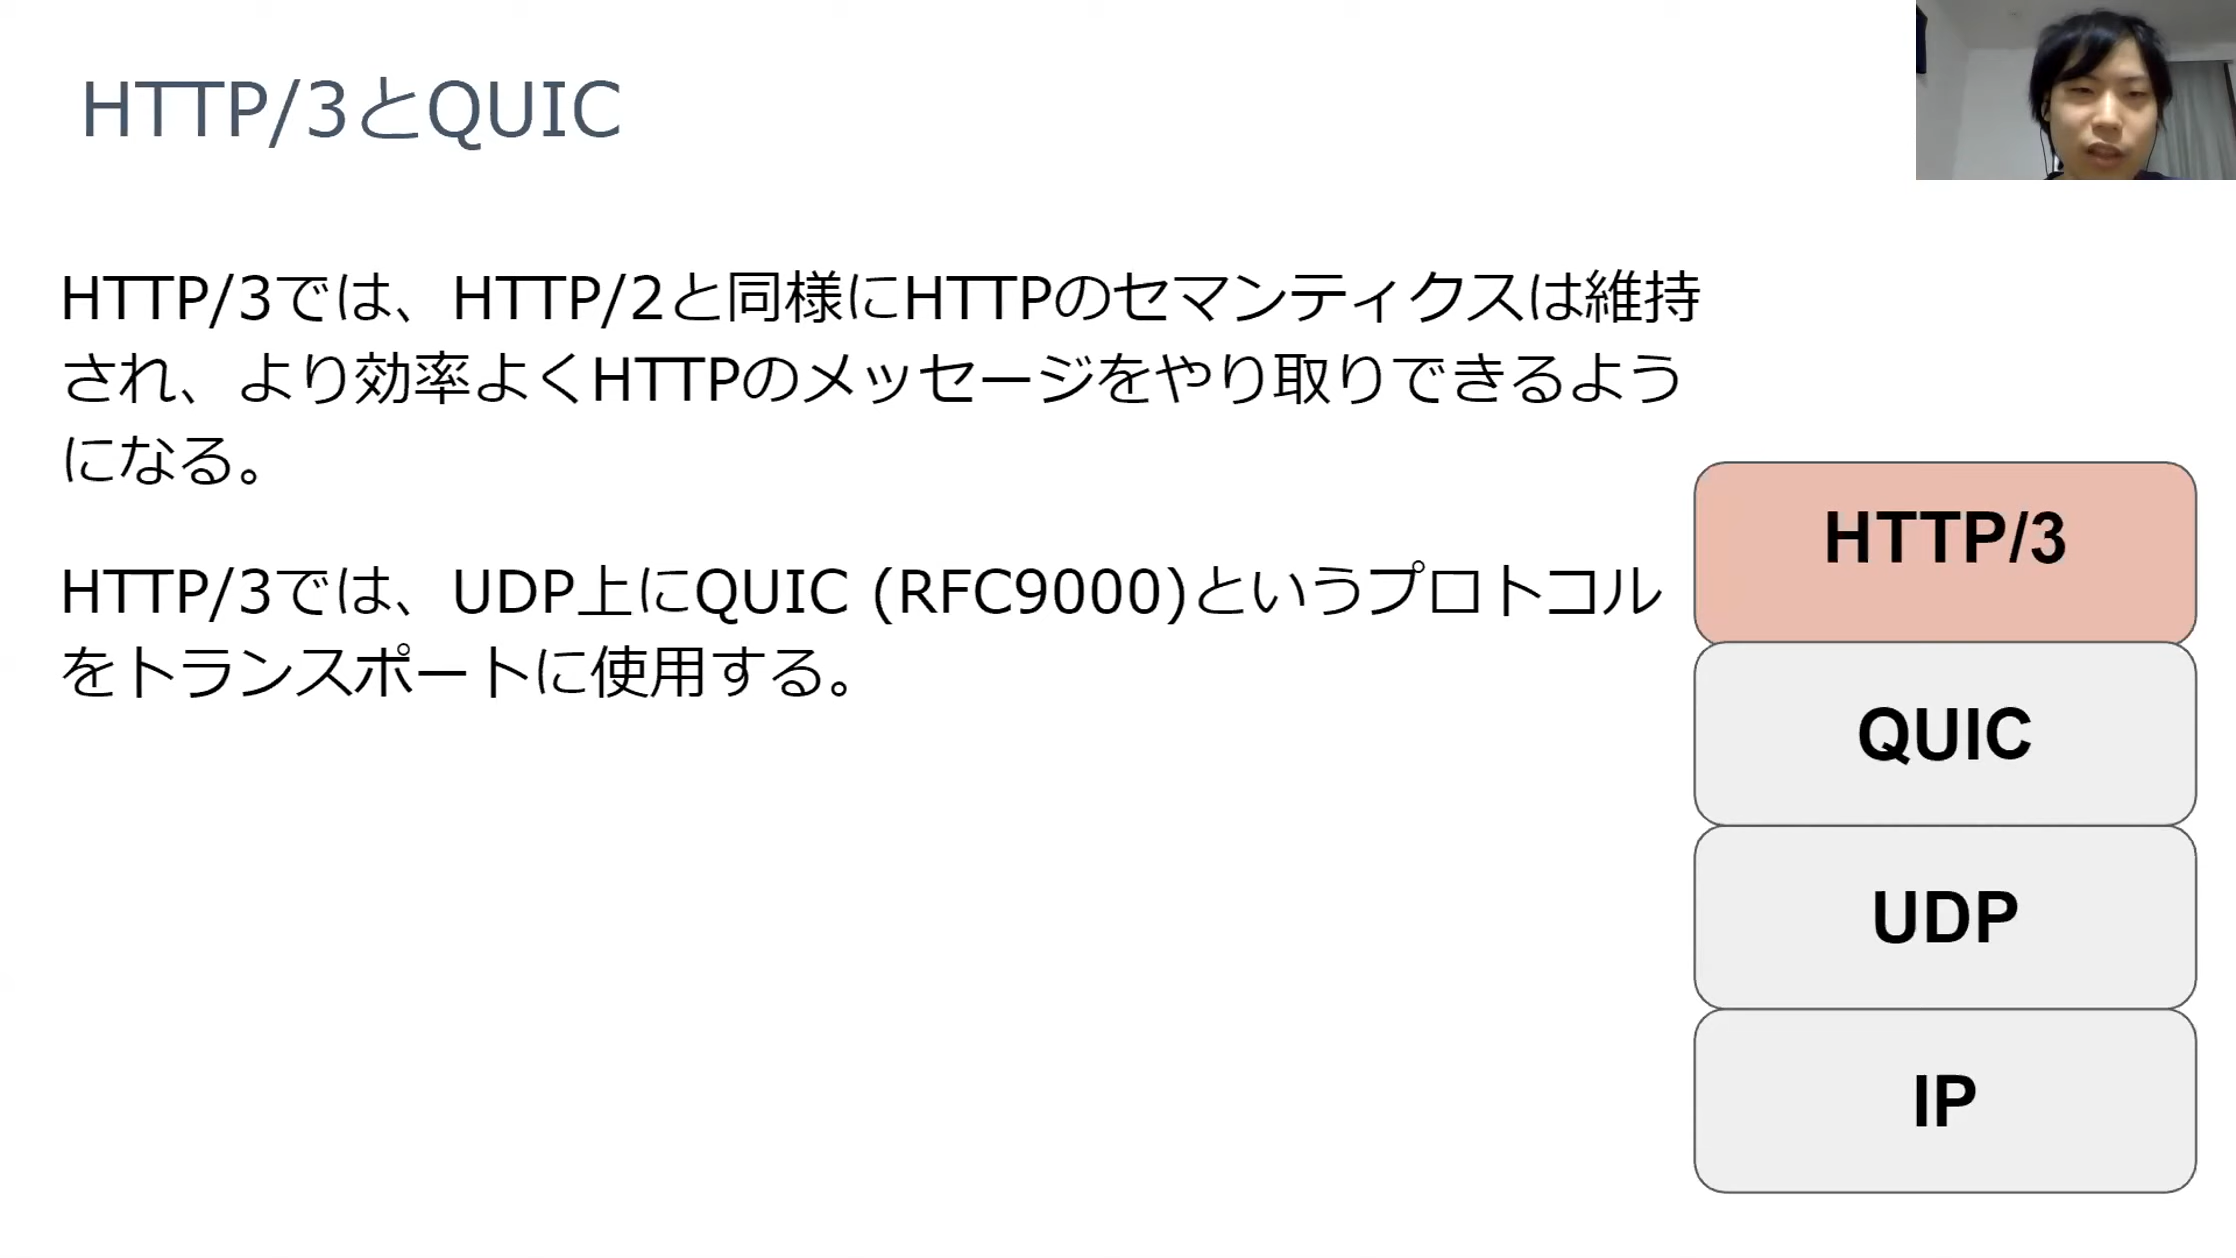 HTTP/3とQUIC
HTTP/3では、HTTP/2と同様にHTTPのセマンティクスは維持
され、より効率よくHTTPのメッセージをやり取りできるよう
になる。
HTTP/3では、UDP上にQUIC (RFC9000)というプロトコル
をトランスポートに使用する。
HTTP/3
QUIC
UDP
IP